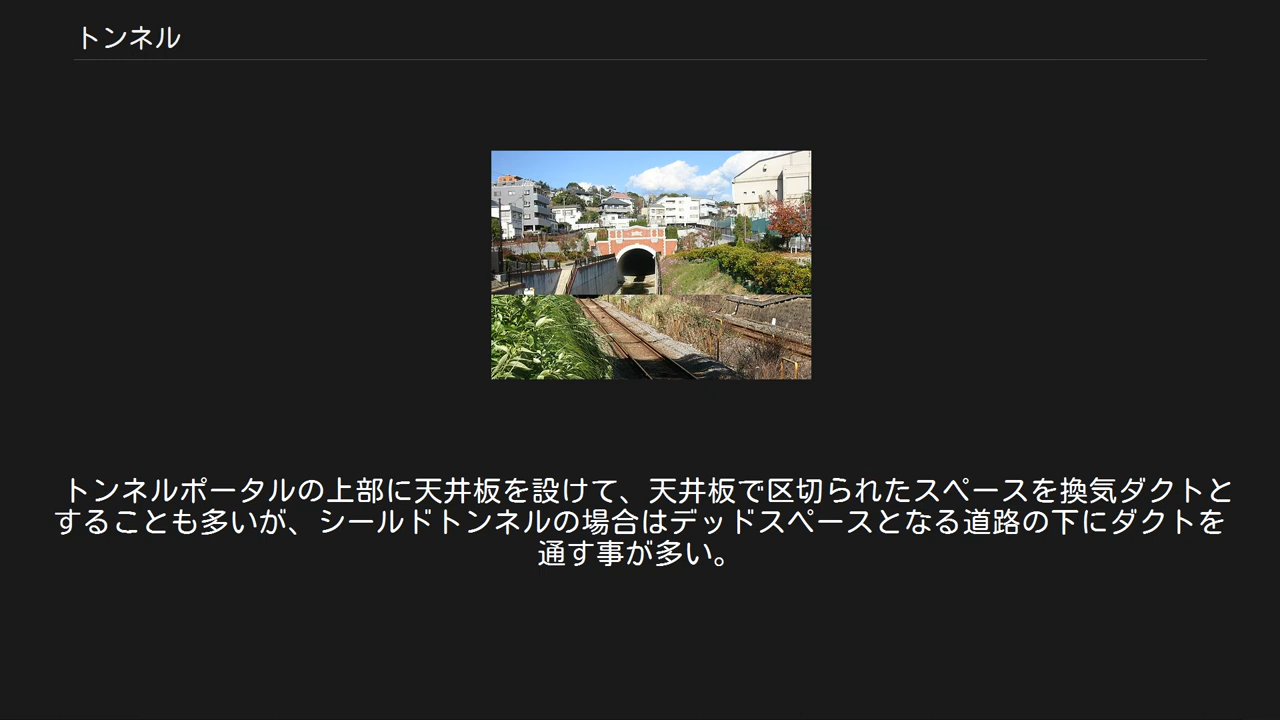 トンネル
トンネルポータルの上部に天井板を設けて、天井板で区切られたスペースを換気ダクトと
することも多いが、シールドトンネルの場合はデッドスペースとなる道路の下にダクトを
通す事が多い。